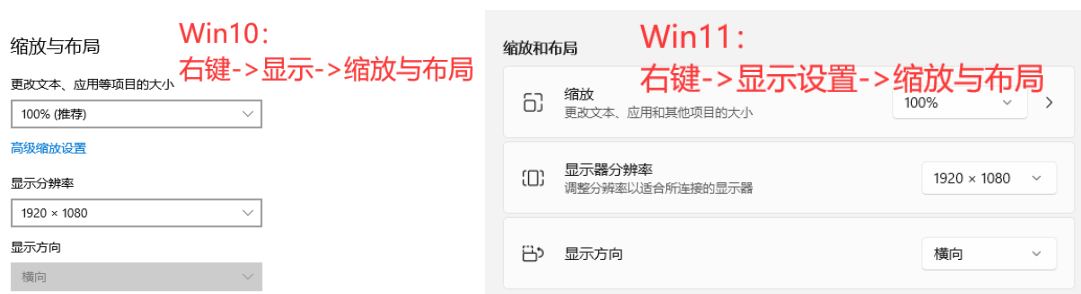 缩放与布局
Win10:
右键->显示->缩放与布局
更改文本、应用等项目的大小
100% (推荐)
高级缩放设置
显示分辨率
1920 × 1080
显示方向
横向
缩放和布局
Win11:
右键->显示设置->缩放与布局
缩放
更改文本、应用和其他项目的大小
100%
显示器分辨率
调整分辨率以适合所连接的显示器
1920 × 1080
显示方向
横向